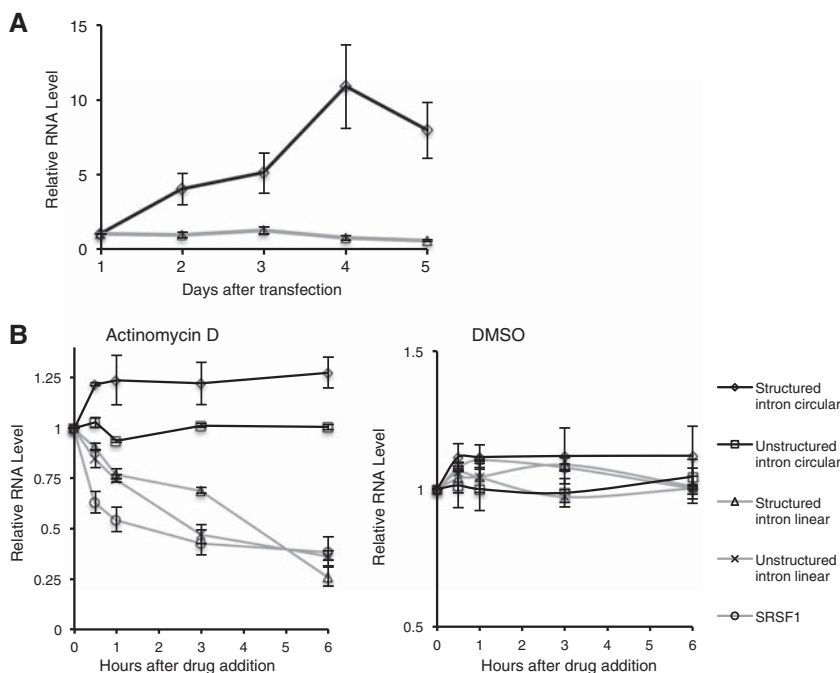 A
Relative RNA Level
15
10
5
0
1 2 3 4 5
Days after transfection
B
Actinomycin D
Relative RNA Level
1.25
1
0.75
0.5
0.25
0
0 1 2 3 4 5 6
Hours after drug addition
DMSO
Relative RNA Level
1.5
1
0.5
0 1 2 3 4 5 6
Hours after drug addition
Structured
intron circular
Unstructured
intron circular
Structured
intron linear
Unstructured
intron linear
SRSF1